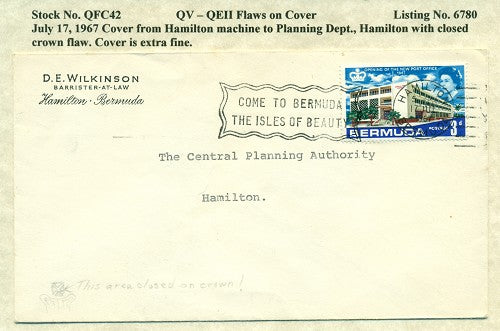 Stock No. QFC42 QV – QEII Flaws on Cover Listing No. 6780
July 17, 1967 Cover from Hamilton machine to Planning Dept., Hamilton with closed
crown flaw. Cover is extra fine.
D.E. WILKINSON
BARRISTER-AT-LAW
Hamilton - Bermuda
COME TO BERMUDA
THE ISLES OF BEAUTY
OPENING OF THE NEW POST OFFICE
1967
HAMILTON
BERMUDA POSTAGE 3d
The Central Planning Authority
Hamilton.
This area closed on crown!